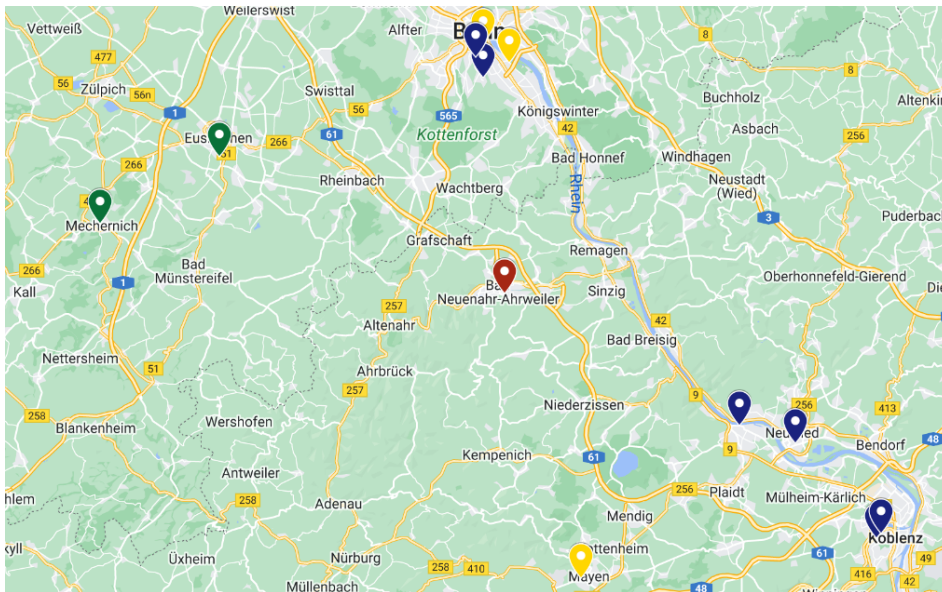 Weilerswist
Vettweiß
Alfter
8
477
Zülpich
56
56n
1
Swisttal
56
565
8
Buchholz
Königswinter
266
61
Kottenforst
42
256
Asbach
266
51
Rheinbach
Wachtberg
Bad Honnef
Windhagen
Neustadt
(Wied)
Rhein
Mechernich
3
Puderbach
Grafschaft
Remagen
266
Kall
1
Bad
Münstereifel
Neuenahr-Ahrweiler
Sinzig
Oberhonnefeld-Gierend
257
Altenahr
42
Bad Breisig
Nettersheim
51
Ahrbrück
257
9
258
Blankenheim
Wershofen
Niederzissen
256
413
Bendorf
48
9
Kempenich
61
Antweiler
256
Plaidt
Mülheim-Kärlich
258
Adenau
Mendig
Koblenz
Üxheim
Nürburg
61
49
258
410
Mayen
416
42
Müllenbach
48